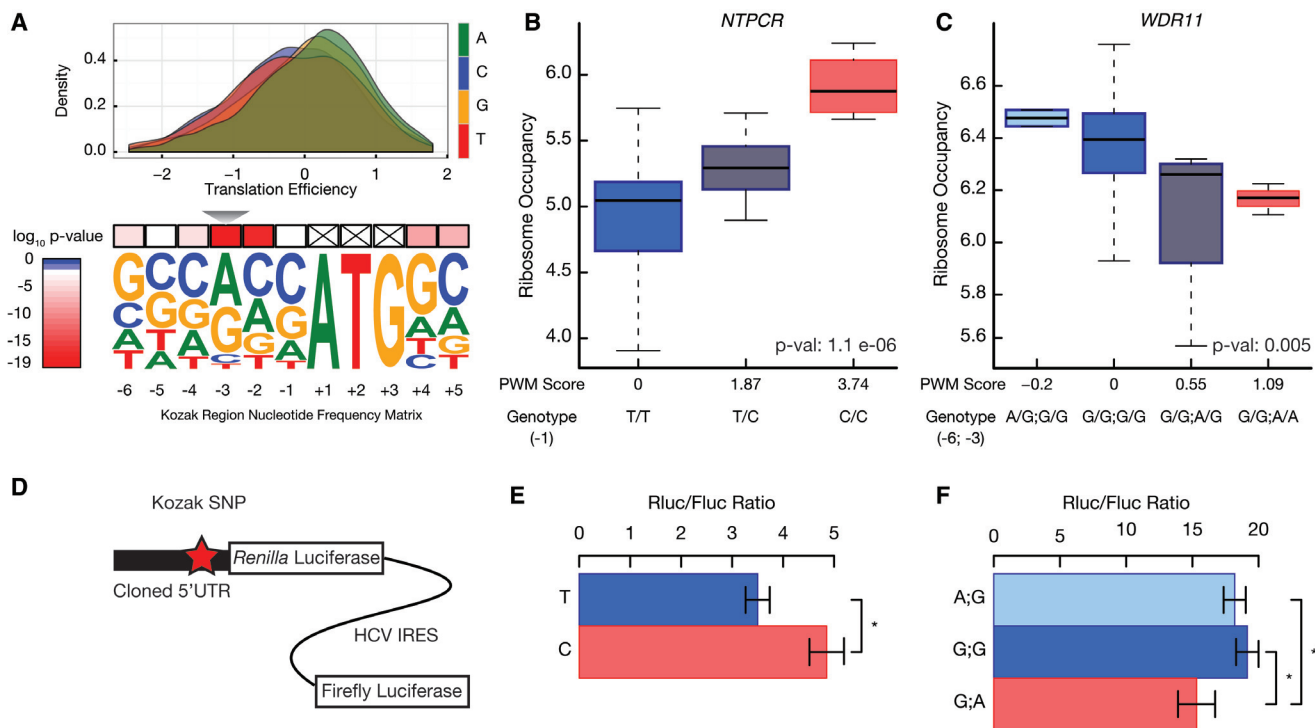 A
Density
0.4
0.2
0.0
−2 −1 0 1 2
Translation Efficiency
A
C
G
T
log10 p-value
0
−5
−10
−15
−19
G C C A C C A T G G C
C G G G A G A A
A T A C G A T G
T A T T T T C T
-6 -5 -4 -3 -2 -1 +1 +2 +3 +4 +5
Kozak Region Nucleotide Frequency Matrix
B
NTPCR
Ribosome Occupancy
6.0
5.5
5.0
4.5
4.0
p-val: 1.1 e-06
PWM Score 0 1.87 3.74
Genotype T/T T/C C/C
(-1)
C
WDR11
Ribosome Occupancy
6.6
6.4
6.2
6.0
5.8
5.6
p-val: 0.005
PWM Score −0.2 0 0.55 1.09
Genotype A/G;G/G G/G;G/G G/G;A/G G/G;A/A
(-6; -3)
D
Kozak SNP
Renilla Luciferase
Cloned 5'UTR
HCV IRES
Firefly Luciferase
E
Rluc/Fluc Ratio
0 1 2 3 4 5
T
C
*
F
Rluc/Fluc Ratio
0 5 10 15 20
A;G
G;G
G;A
*
*